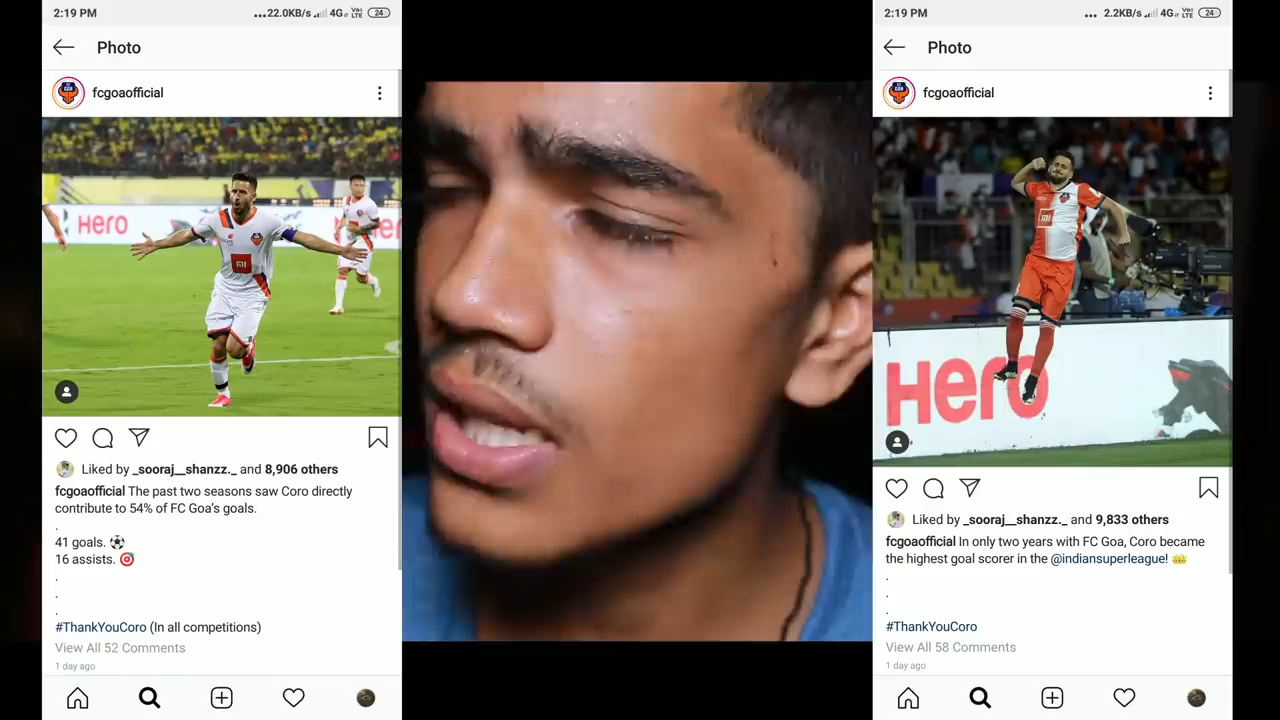 2:19 PM
...22.0KB/s 4G Vo LTE 24
Photo
fcgoaofficial
HERO
Liked by _sooraj__shanzz._ and 8,906 others
fcgoaofficial The past two seasons saw Coro directly
contribute to 54% of FC Goa's goals.
.
41 goals. ⚽
16 assists. 🎯
.
.
.
#ThankYouCoro (In all competitions)
View All 52 Comments
1 day ago
2:19 PM
... 2.2KB/s 4G Vo LTE 24
Photo
fcgoaofficial
HERO
Liked by _sooraj__shanzz._ and 9,833 others
fcgoaofficial In only two years with FC Goa, Coro became
the highest goal scorer in the @indiansuperleague! 👑
.
.
.
#ThankYouCoro
View All 58 Comments
1 day ago